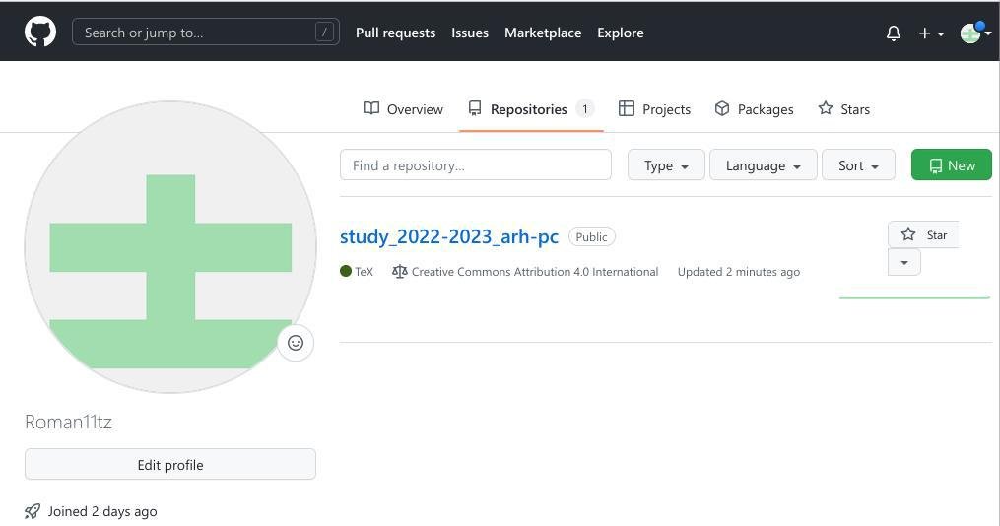 Search or jump to... /
Pull requests Issues Marketplace Explore
Overview Repositories 1 Projects Packages Stars
Find a repository... Type Language Sort New
study_2022-2023_arh-pc Public
Star
TeX Creative Commons Attribution 4.0 International Updated 2 minutes ago
Roman11tz
Edit profile
Joined 2 days ago